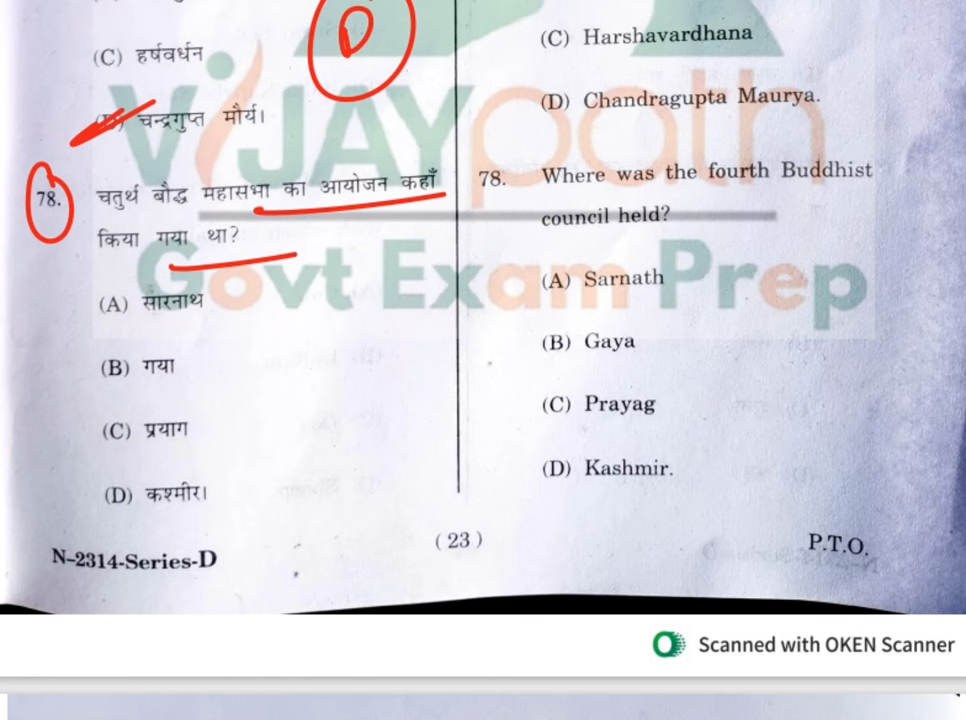 (C) हर्षवर्धन
(D) चन्द्रगुप्त मौर्य।
78. चतुर्थ बौद्ध महासभा का आयोजन कहाँ
किया गया था?
(A) सारनाथ
(B) गया
(C) प्रयाग
(D) कश्मीर।
N-2314-Series-D
(C) Harshavardhana
(D) Chandragupta Maurya.
78. Where was the fourth Buddhist
council held?
(A) Sarnath
(B) Gaya
(C) Prayag
(D) Kashmir.
( 23 )
P.T.O.
ViJAYpath
Govt Exam Prep
D
Scanned with OKEN Scanner